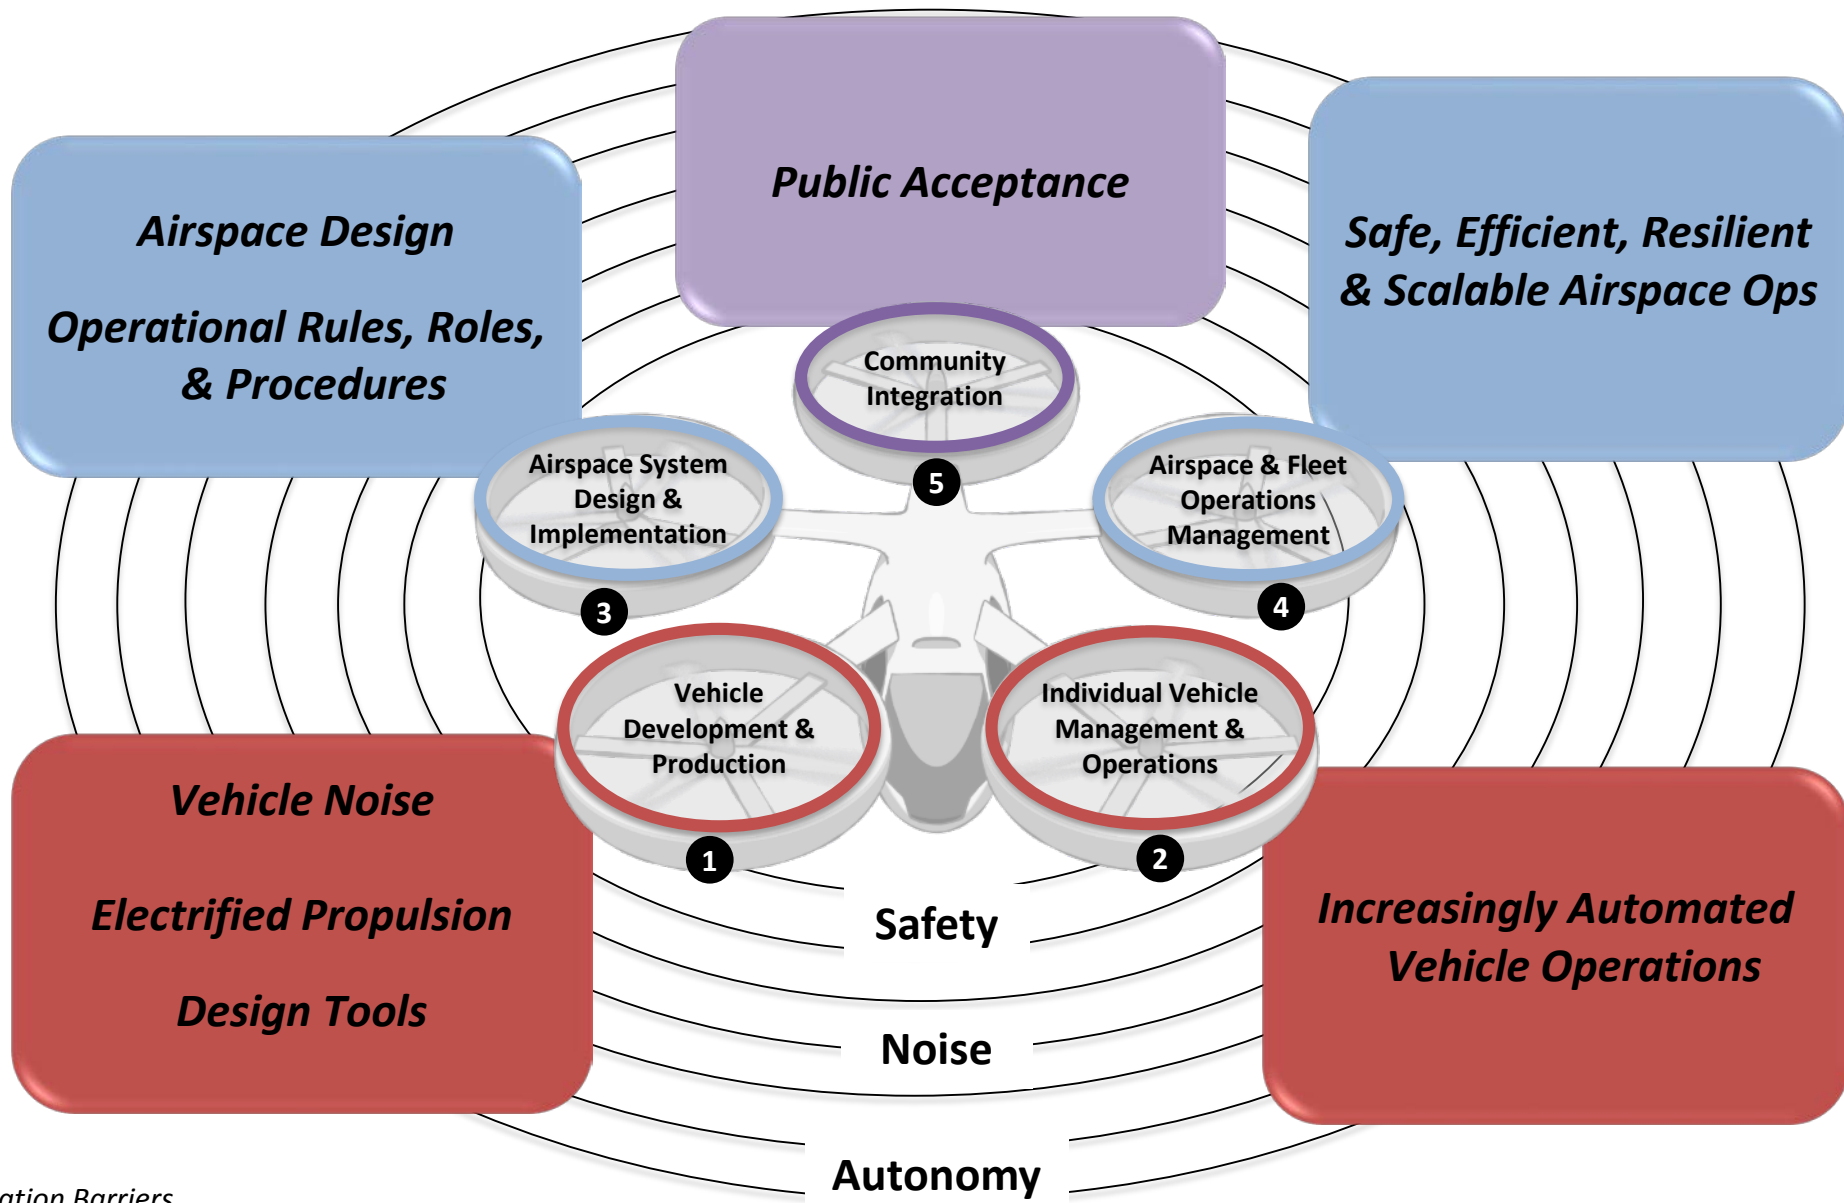 Public Acceptance
Airspace Design
Operational Rules, Roles,
& Procedures
Safe, Efficient, Resilient
& Scalable Airspace Ops
Community
Integration
5
Airspace System
Design &
Implementation
3
Airspace & Fleet
Operations
Management
4
Vehicle
Development &
Production
1
Individual Vehicle
Management &
Operations
2
Vehicle Noise
Electrified Propulsion
Design Tools
Increasingly Automated
Vehicle Operations
Safety
Noise
Autonomy
Barriers